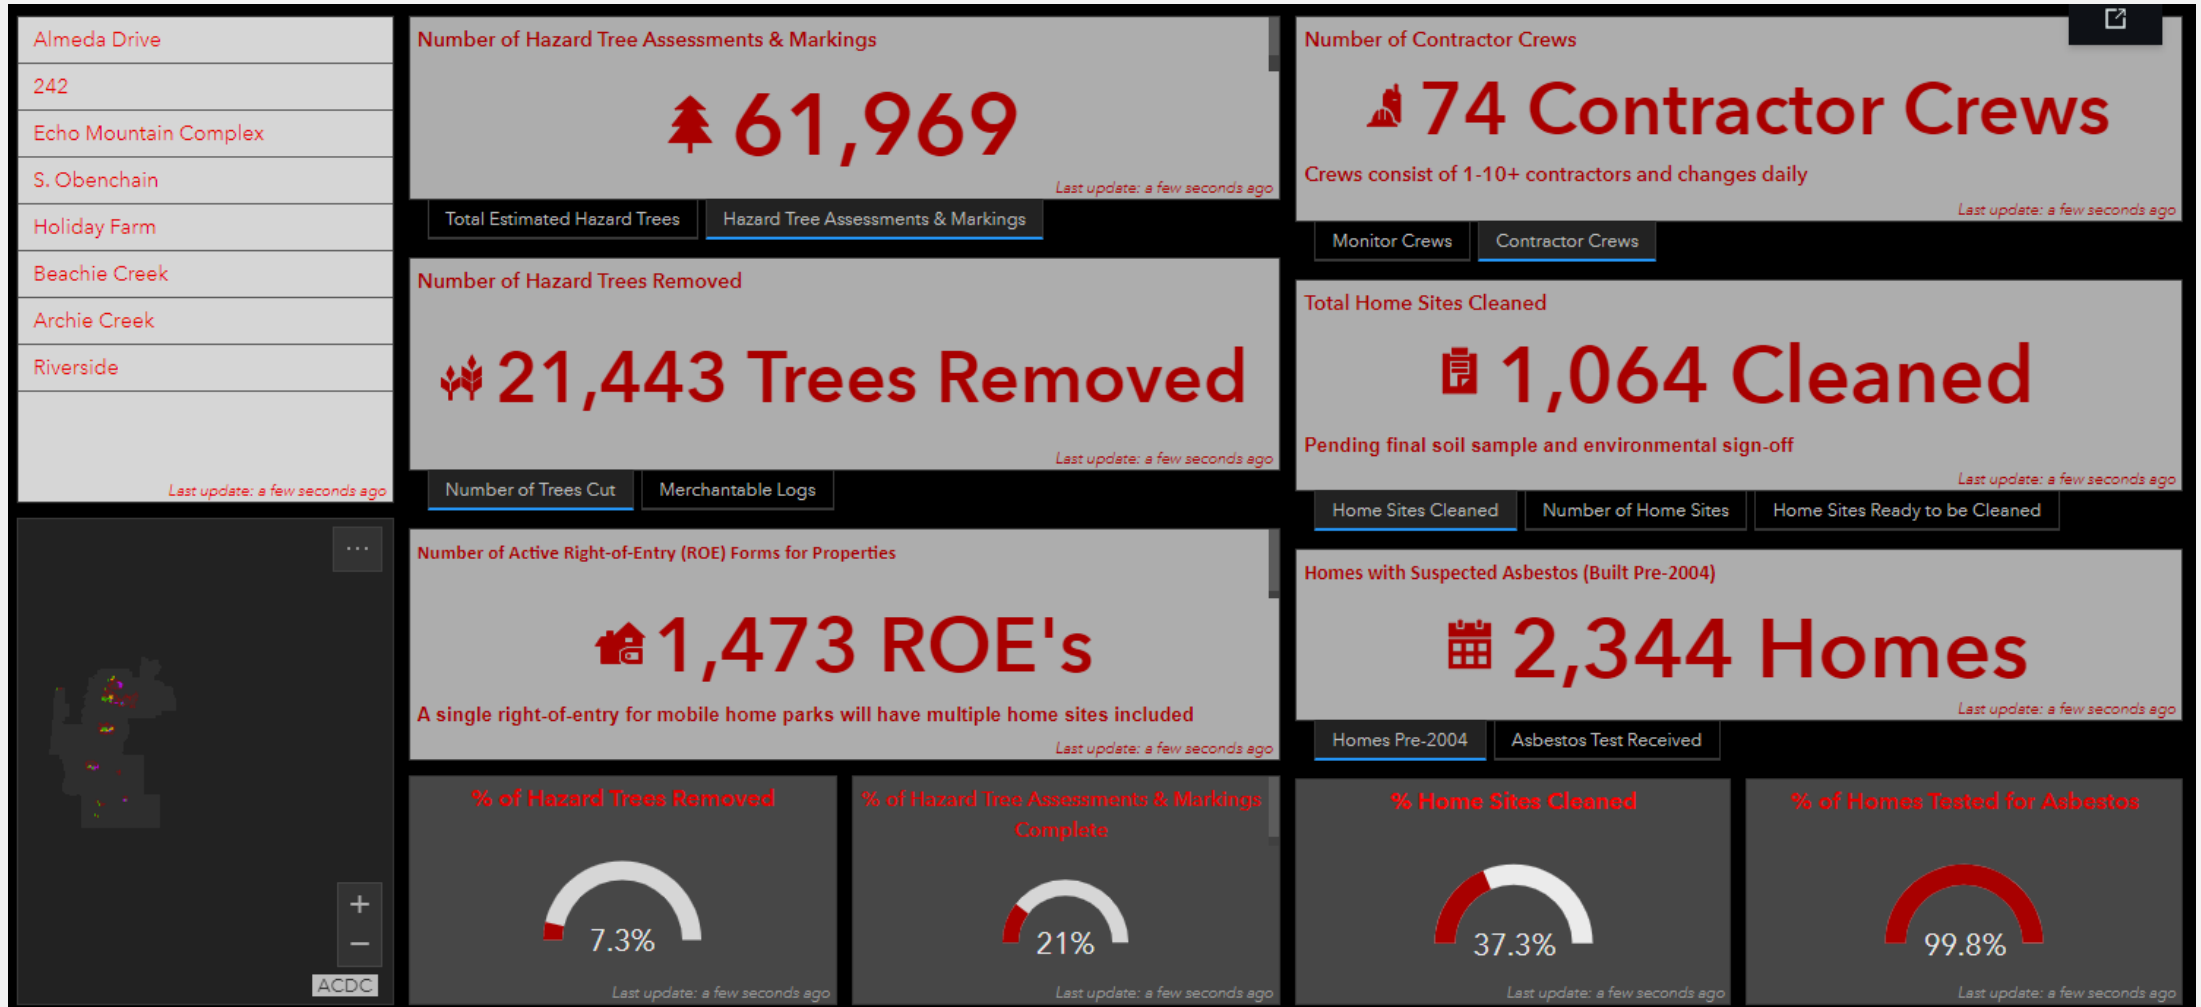 Almeda Drive
242
Echo Mountain Complex
S. Obenchain
Holiday Farm
Beachie Creek
Archie Creek
Riverside
Last update: a few seconds ago
...
+
−
ACDC
Number of Hazard Tree Assessments & Markings
61,969
Last update: a few seconds ago
Total Estimated Hazard Trees
Hazard Tree Assessments & Markings
Number of Hazard Trees Removed
21,443 Trees Removed
Last update: a few seconds ago
Number of Trees Cut
Merchantable Logs
Number of Active Right-of-Entry (ROE) Forms for Properties
1,473 ROE's
A single right-of-entry for mobile home parks will have multiple home sites included
Last update: a few seconds ago
% of Hazard Trees Removed
7.3%
Last update: a few seconds ago
% of Hazard Tree Assessments & Markings
Complete
21%
Last update: a few seconds ago
Number of Contractor Crews
74 Contractor Crews
Crews consist of 1-10+ contractors and changes daily
Last update: a few seconds ago
Monitor Crews
Contractor Crews
Total Home Sites Cleaned
1,064 Cleaned
Pending final soil sample and environmental sign-off
Last update: a few seconds ago
Home Sites Cleaned
Number of Home Sites
Home Sites Ready to be Cleaned
Homes with Suspected Asbestos (Built Pre-2004)
2,344 Homes
Last update: a few seconds ago
Homes Pre-2004
Asbestos Test Received
% Home Sites Cleaned
37.3%
Last update: a few seconds ago
% of Homes Tested for Asbestos
99.8%
Last update: a few seconds ago